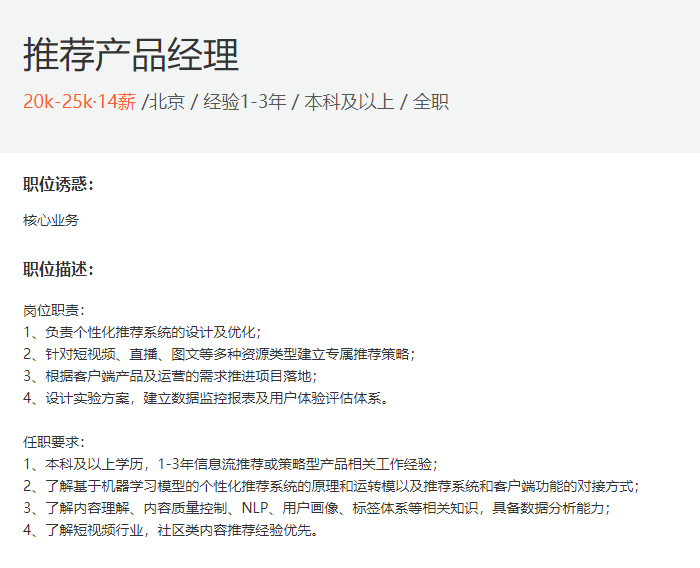 推荐产品经理
20k-25k·14薪 /北京 / 经验1-3年 / 本科及以上 / 全职
职位诱惑：
核心业务
职位描述：
岗位职责：
1、负责个性化推荐系统的设计及优化；
2、针对短视频、直播、图文等多种资源类型建立专属推荐策略；
3、根据客户端产品及运营的需求推进项目落地；
4、设计实验方案，建立数据监控报表及用户体验评估体系。
任职要求：
1、本科及以上学历，1-3年信息流推荐或策略型产品相关工作经验；
2、了解基于机器学习模型的个性化推荐系统的原理和运转模以及推荐系统和客户端功能的对接方式；
3、了解内容理解、内容质量控制、NLP、用户画像、标签体系等相关知识，具备数据分析能力；
4、了解短视频行业，社区类内容推荐经验优先。